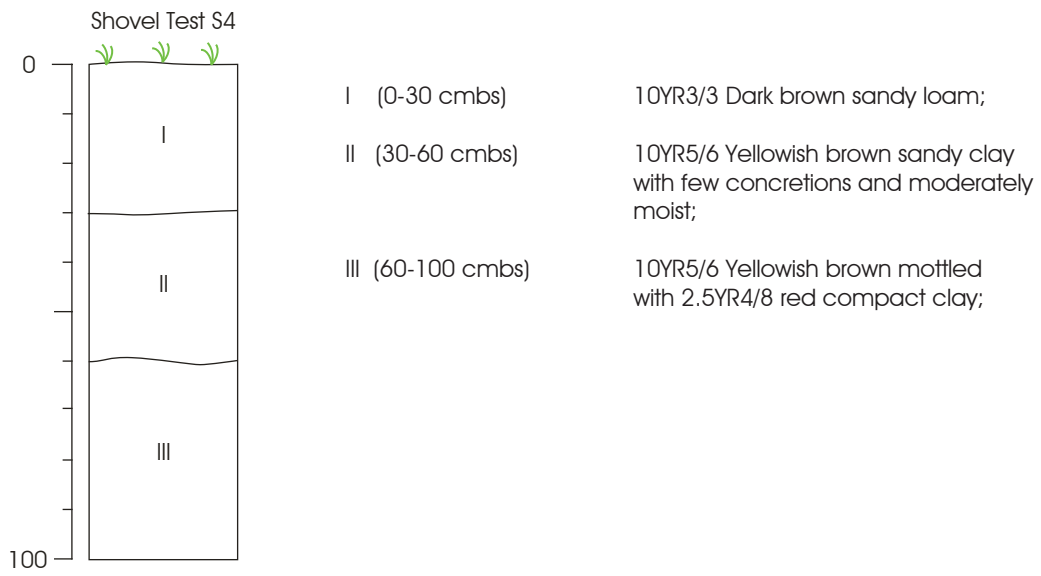 Shovel Test S4
0
I
II
III
100
I (0-30 cmbs) 10YR3/3 Dark brown sandy loam;
II (30-60 cmbs) 10YR5/6 Yellowish brown sandy clay
with few concretions and moderately
moist;
III (60-100 cmbs) 10YR5/6 Yellowish brown mottled
with 2.5YR4/8 red compact clay;